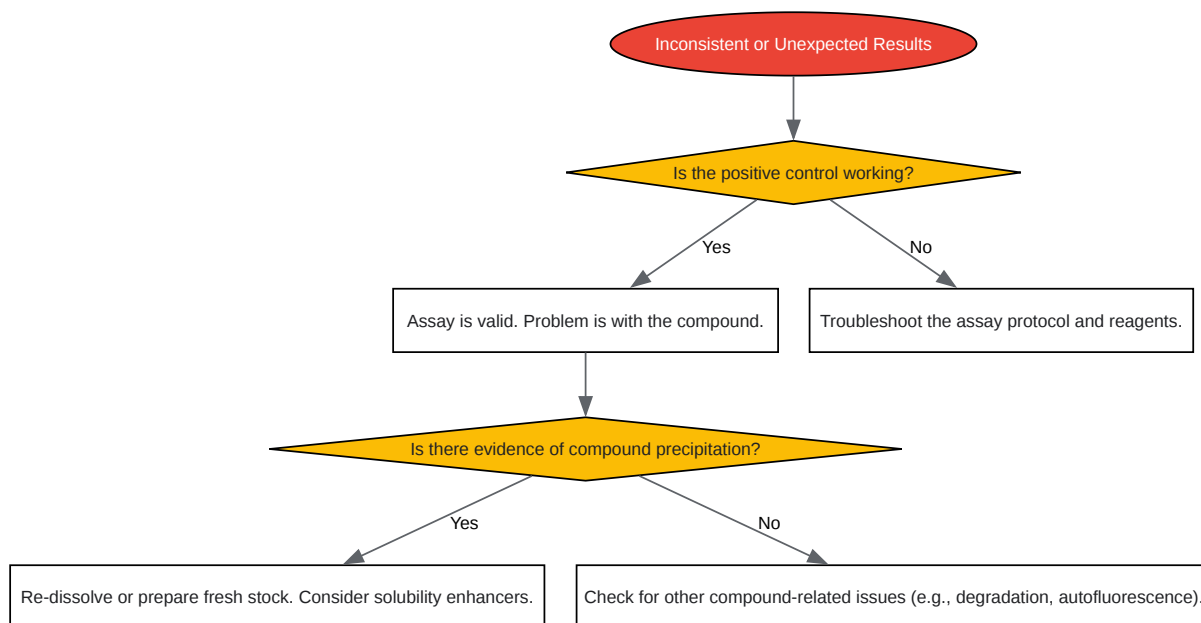 Inconsistent or Unexpected Results
Is the positive control working?
Yes
No
Assay is valid. Problem is with the compound.
Troubleshoot the assay protocol and reagents.
Is there evidence of compound precipitation?
Yes
No
Re-dissolve or prepare fresh stock. Consider solubility enhancers.
Check for other compound-related issues (e.g., degradation, autofluorescence).